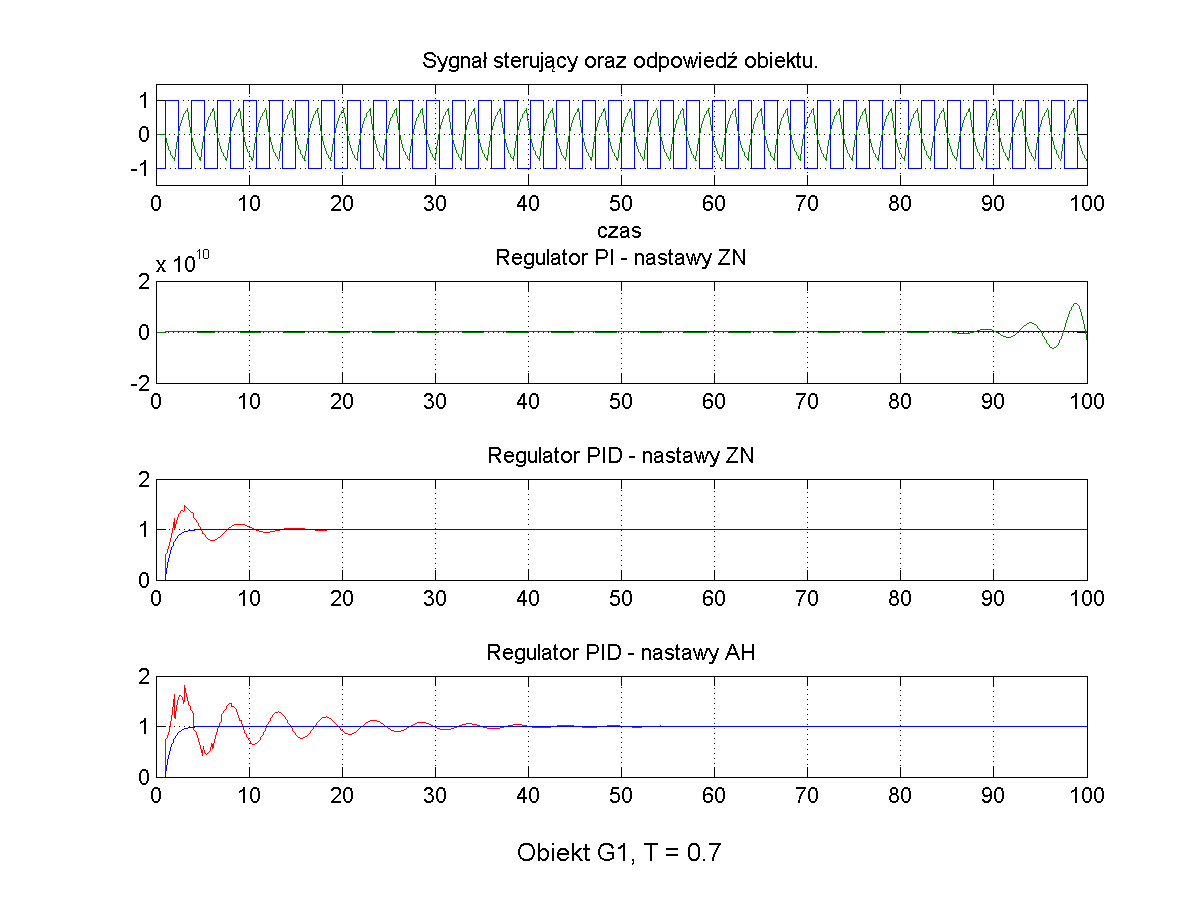 Sygnał sterujący oraz odpowiedź obiektu.
1
0
-1
0 10 20 30 40 50 60 70 80 90 100
czas
Regulator PI - nastawy ZN
x 10^10
2
0
-2
0 10 20 30 40 50 60 70 80 90 100
Regulator PID - nastawy ZN
2
1
0
0 10 20 30 40 50 60 70 80 90 100
Regulator PID - nastawy AH
2
1
0
0 10 20 30 40 50 60 70 80 90 100
Obiekt G1, T = 0.7